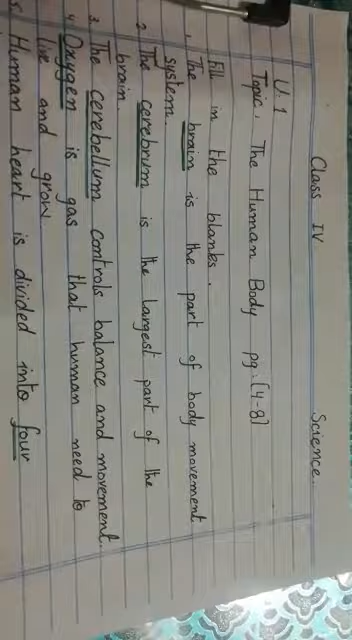 Class IV. Science.
U.1
Topic, The Human Body pg:[4-8]
Fill in the blanks.
1. The brain is the part of body movement
system.
2. The cerebrum is the largest part of the
brain.
3. The cerebellum controls balance and movement.
4. Oxygen is gas that human need to
live and grow.
5. Human heart is divided into four